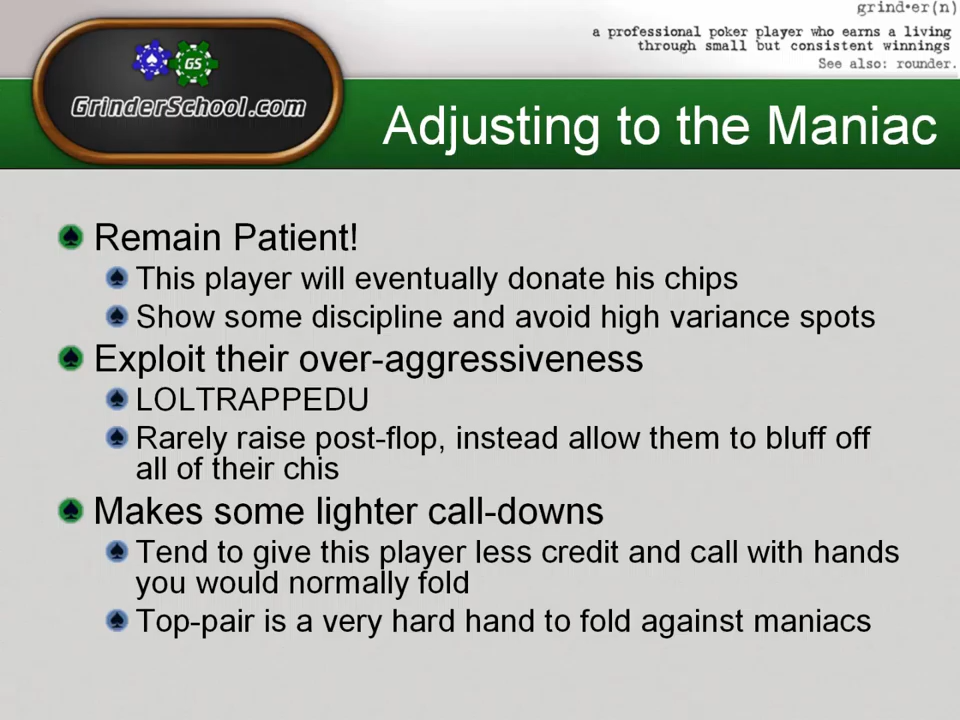 grind•er(n)
a professional poker player who earns a living
through small but consistent winnings
See also: rounder.
GS
GrinderSchool.com
Adjusting to the Maniac
Remain Patient!
This player will eventually donate his chips
Show some discipline and avoid high variance spots
Exploit their over-aggressiveness
LOLTRAPPEDU
Rarely raise post-flop, instead allow them to bluff off
all of their chis
Makes some lighter call-downs
Tend to give this player less credit and call with hands
you would normally fold
Top-pair is a very hard hand to fold against maniacs